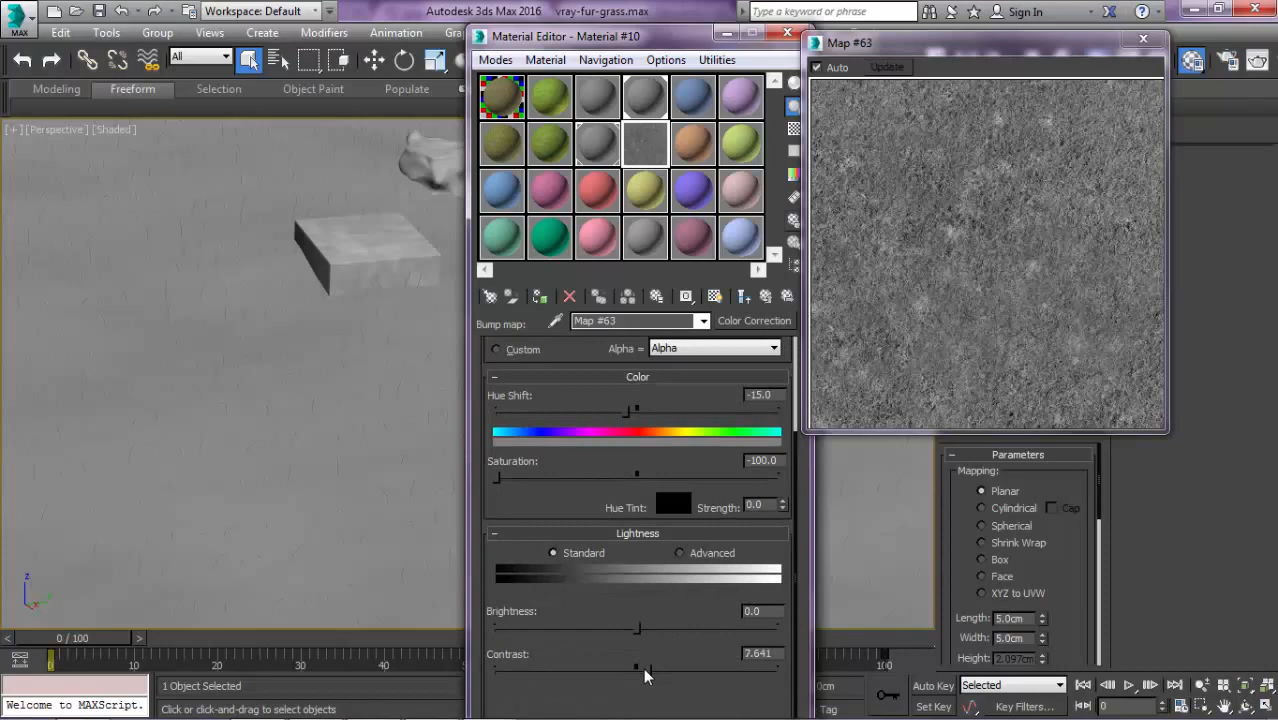 Workspace: Default
Autodesk 3ds Max 2016
vray-fur-grass.max
Type a keyword or phrase
Sign In
MAX
Edit
Tools
Group
Views
Create
Modifiers
Animation
All
Modeling
Freeform
Selection
Object Paint
Populate
[+][Perspective][Shaded]
Material Editor - Material #10
Modes
Material
Navigation
Options
Utilities
Bump map:
Map #63
Color Correction
Custom
Alpha =
Alpha
Color
Hue Shift:
-15.0
Saturation:
-100.0
Hue Tint:
Strength:
0.0
Lightness
Standard
Advanced
Brightness:
0.0
Contrast:
7.641
Map #63
Auto
Update
Parameters
Mapping:
Planar
Cylindrical
Cap
Spherical
Shrink Wrap
Box
Face
XYZ to UVW
Length:
5.0cm
Width:
5.0cm
Height:
2.097cm
z
0 / 100
0
10
20
30
40
100
1 Object Selected
Welcome to MAXScript.
Click or click-and-drag to select objects
0cm
Tag
Auto Key
Selected
Set Key
Key Filters...
0